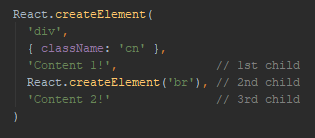 React.createElement(
  'div',
  { className: 'cn' },
  'Content 1!',              // 1st child
  React.createElement('br'), // 2nd child
  'Content 2!'               // 3rd child
)